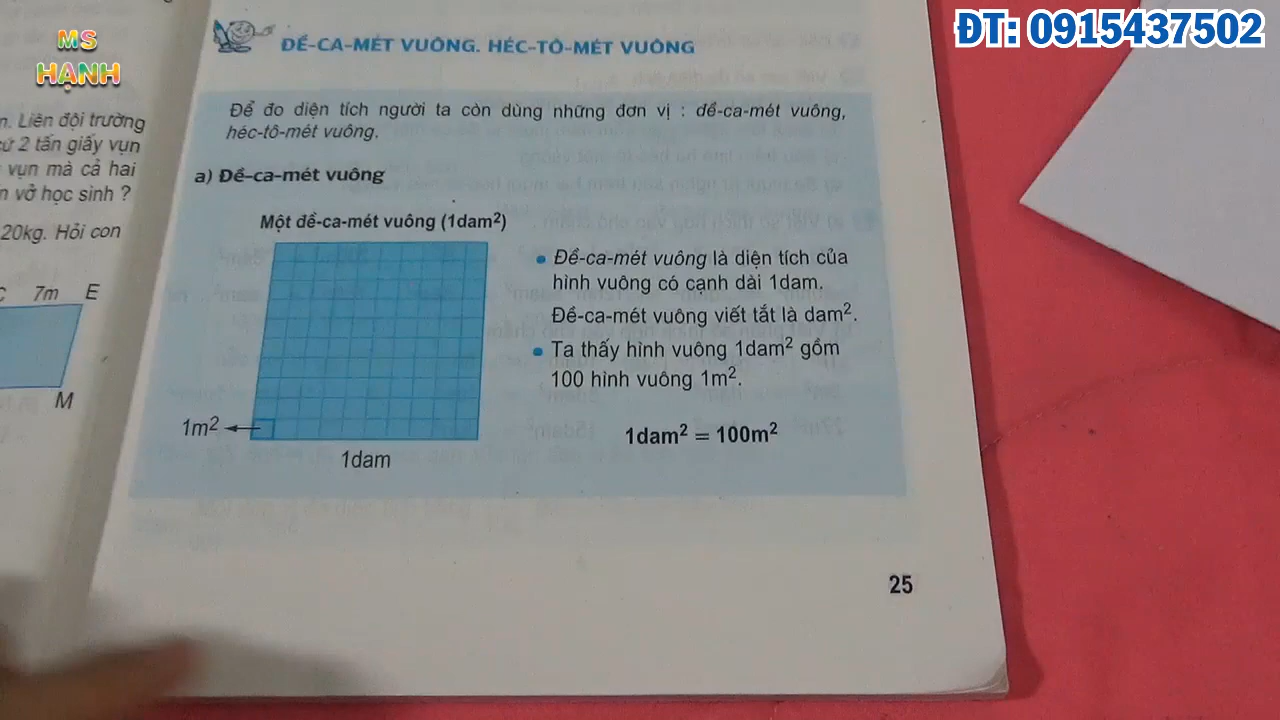 MS
HẠNH
ĐT: 0915437502
n. Liên đội trường
2 tấn giấy vụn
vụn mà cả hai
vở học sinh ?
20kg. Hỏi con
7m E
M
ĐỀ-CA-MÉT VUÔNG. HÉC-TÔ-MÉT VUÔNG
Để đo diện tích người ta còn dùng những đơn vị : đề-ca-mét vuông,
héc-tô-mét vuông.
a) Đề-ca-mét vuông
Một đề-ca-mét vuông (1dam²)
1m²
1dam
• Đề-ca-mét vuông là diện tích của
hình vuông có cạnh dài 1dam.
Đề-ca-mét vuông viết tắt là dam².
• Ta thấy hình vuông 1dam² gồm
100 hình vuông 1m².
1dam² = 100m²
25